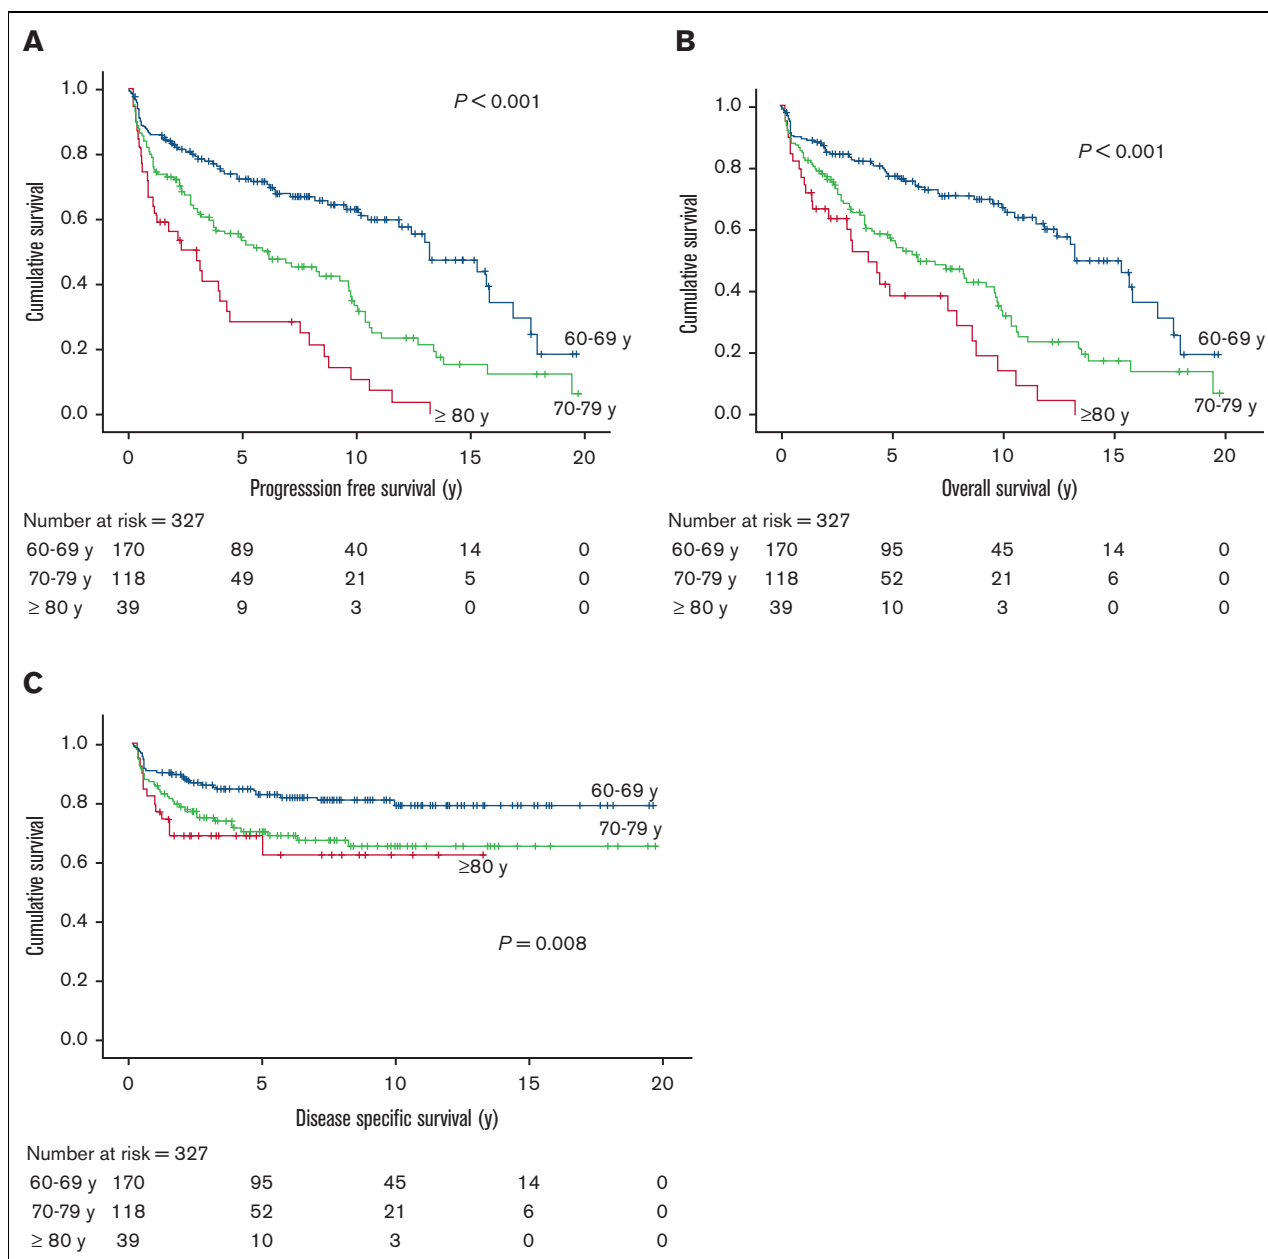 A
P < 0.001
Cumulative survival
1.0
0.8
0.6
0.4
0.2
0.0
60-69 y
70-79 y
≥ 80 y
0 5 10 15 20
Progresssion free survival (y)
Number at risk = 327
60-69 y 170 89 40 14 0
70-79 y 118 49 21 5 0
≥ 80 y 39 9 3 0 0
B
P < 0.001
Cumulative survival
1.0
0.8
0.6
0.4
0.2
0.0
60-69 y
70-79 y
≥80 y
0 5 10 15 20
Overall survival (y)
Number at risk = 327
60-69 y 170 95 45 14 0
70-79 y 118 52 21 6 0
≥ 80 y 39 10 3 0 0
C
Cumulative survival
1.0
0.8
0.6
0.4
0.2
0.0
60-69 y
70-79 y
≥80 y
P = 0.008
0 5 10 15 20
Disease specific survival (y)
Number at risk = 327
60-69 y 170 95 45 14 0
70-79 y 118 52 21 6 0
≥ 80 y 39 10 3 0 0